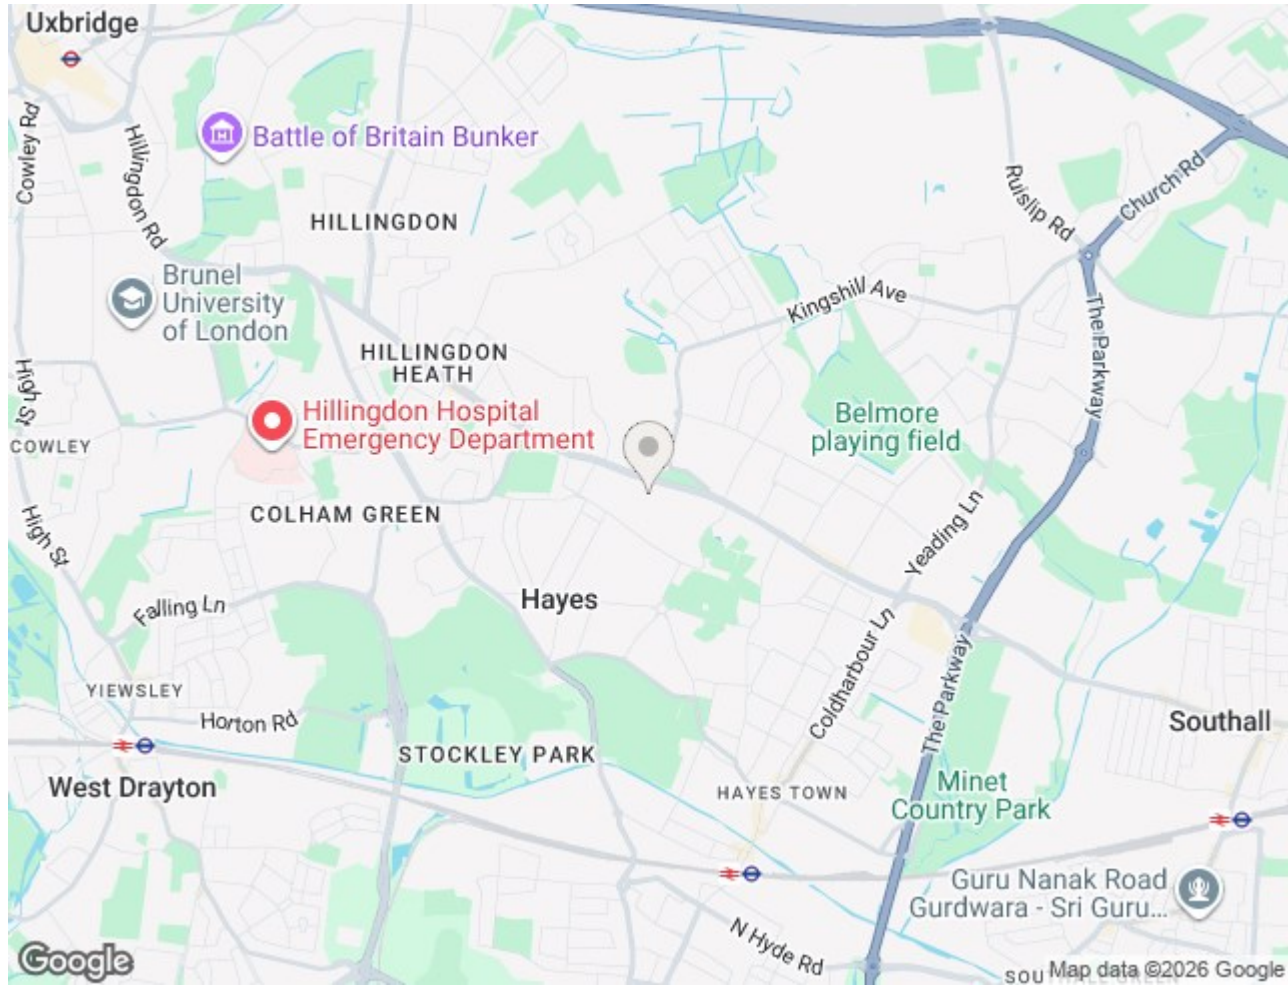 Uxbridge
Cowley Rd
Hillingdon Rd
Battle of Britain Bunker
HILLINGDON
Ruislip Rd
Church Rd
Brunel
University
of London
Kingshill Ave
The Parkway
HILLINGDON
HEATH
High St
COWLEY
Hillingdon Hospital
Emergency Department
Belmore
playing field
High St
COLHAM GREEN
Yeading Ln
Falling Ln
Hayes
Coldharbour Ln
The Parkway
YIEWSLEY
Horton Rd
STOCKLEY PARK
Southall
West Drayton
HAYES TOWN
Minet
Country Park
Guru Nanak Road
Gurdwara - Sri Guru...
N Hyde Rd
Google
Map data ©2026 Google